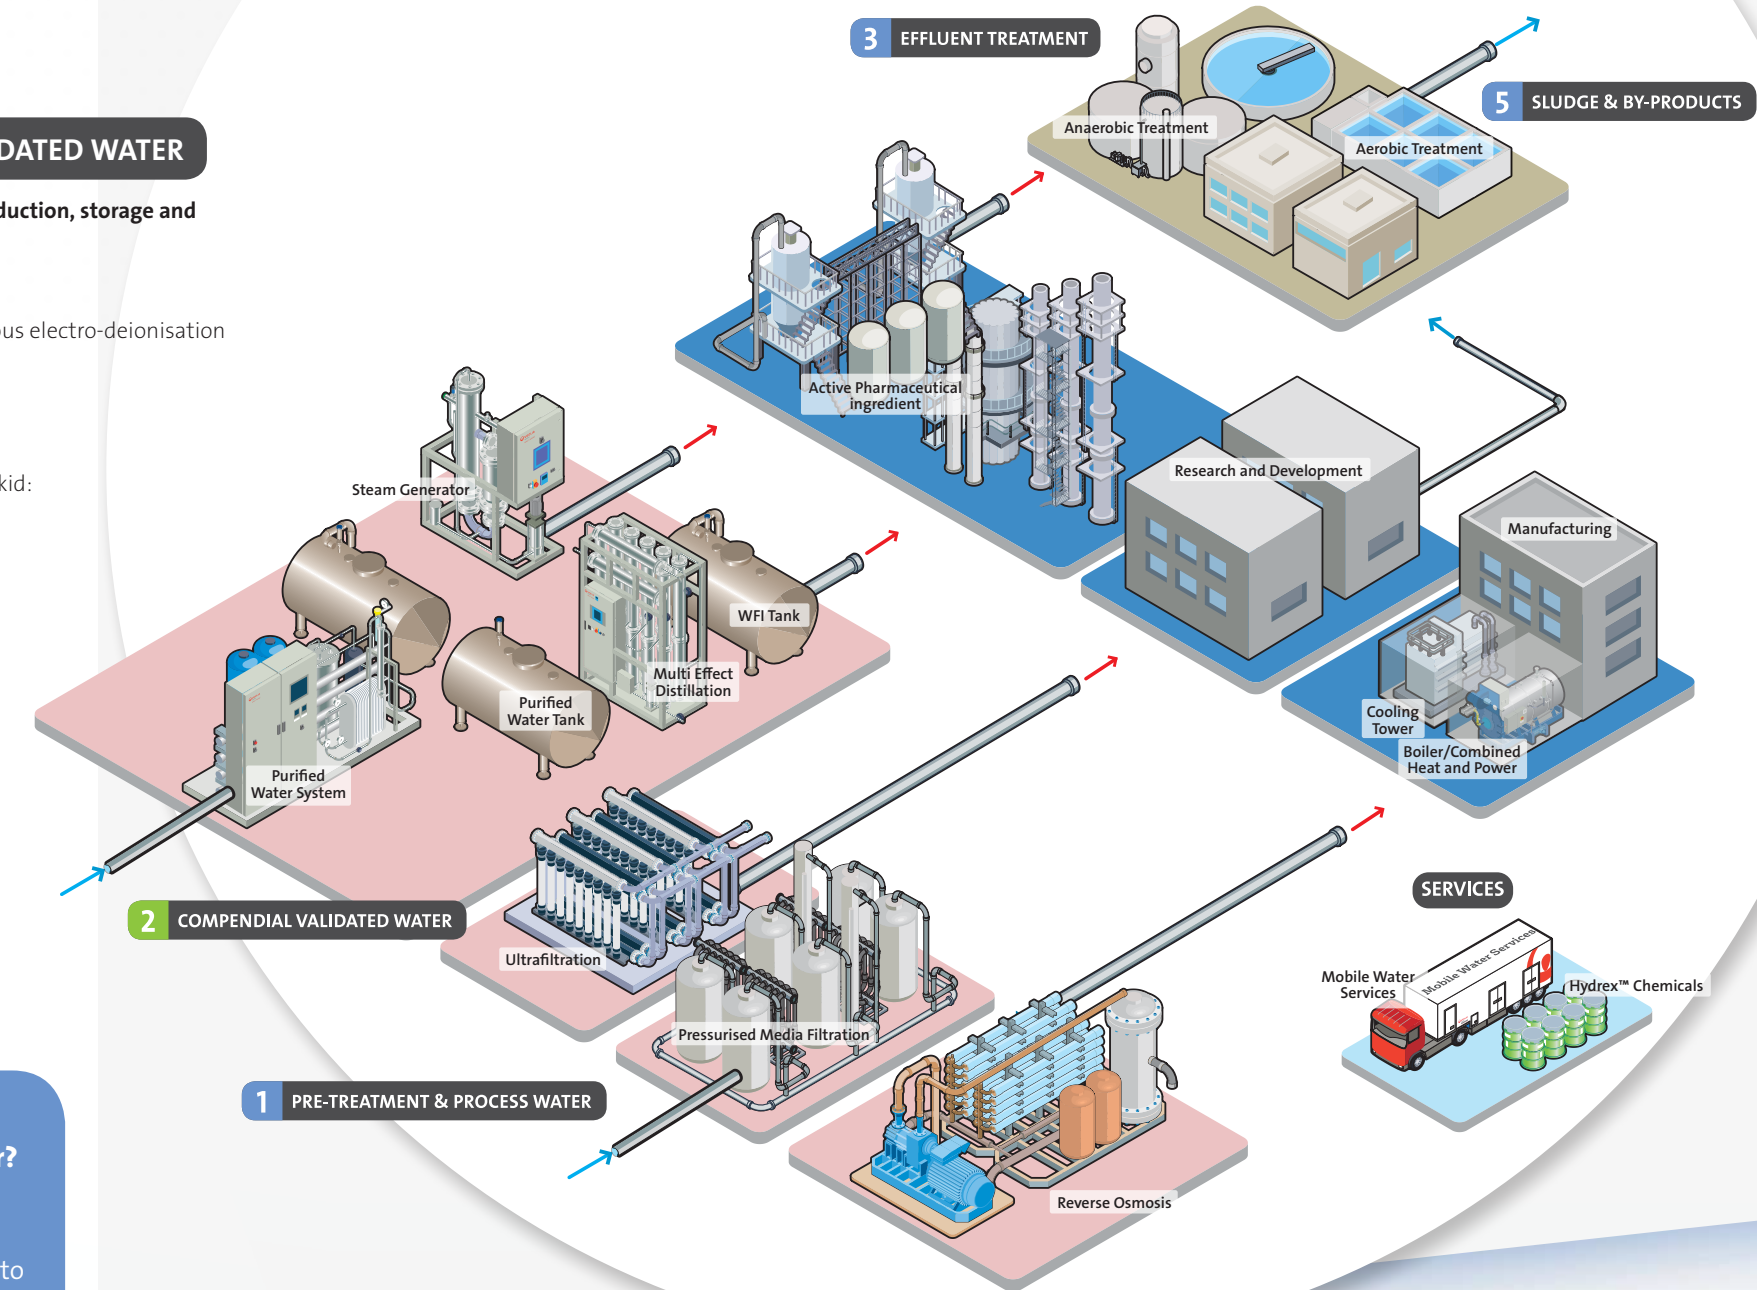 3 EFFLUENT TREATMENT
5 SLUDGE & BY-PRODUCTS
Anaerobic Treatment
Aerobic Treatment
DATED WATER
duction, storage and
ous electro-deionisation
kid:
Active Pharmaceutical
ingredient
Research and Development
Steam Generator
Manufacturing
WFI Tank
Multi Effect
Distillation
Purified
Water Tank
Cooling
Tower
Boiler/Combined
Heat and Power
Purified
Water System
2 COMPENDIAL VALIDATED WATER
Ultrafiltration
SERVICES
Mobile Water Services
Mobile Water
Services
Hydrex™ Chemicals
Pressurised Media Filtration
1 PRE-TREATMENT & PROCESS WATER
r?
Reverse Osmosis
to